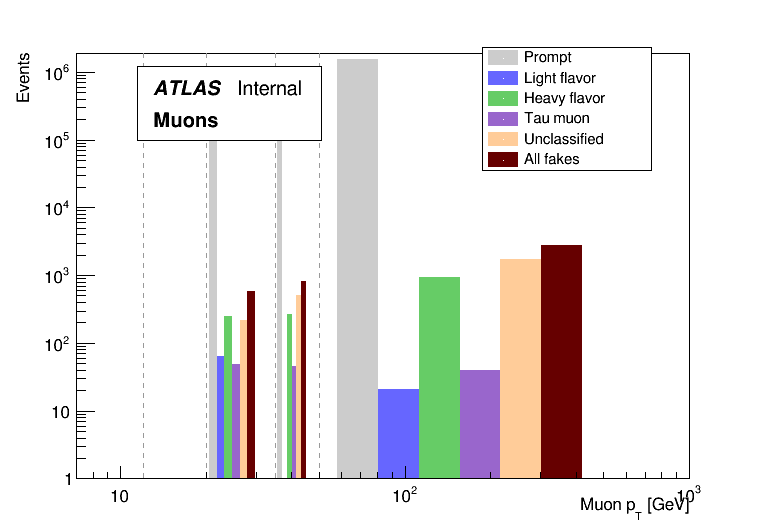 Events
10^6
10^5
10^4
10^3
10^2
10
1
ATLAS Internal
Muons
Prompt
Light flavor
Heavy flavor
Tau muon
Unclassified
All fakes
10
10^2
10^3
Muon p_T [GeV]